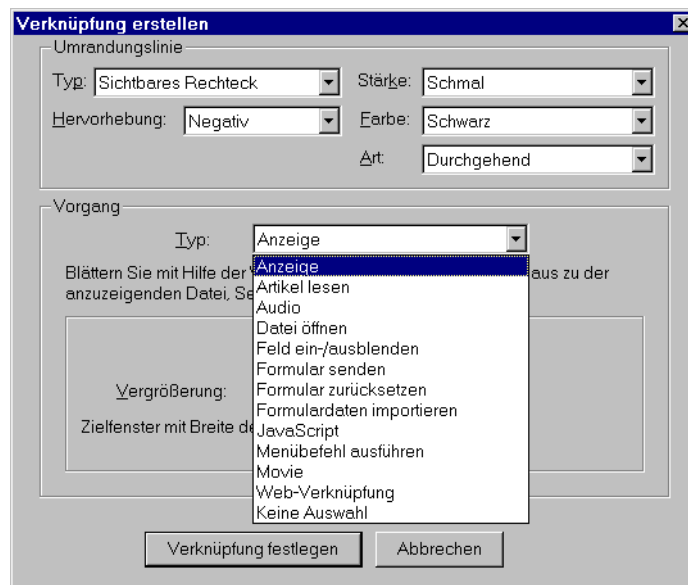 Verknüpfung erstellen
Umrandungslinie
Typ: Sichtbares Rechteck Stärke: Schmal
Hervorhebung: Negativ Farbe: Schwarz
Art: Durchgehend
Vorgang
Typ: Anzeige
Blättern Sie mit Hilfe der aus zu der
anzuzeigenden Datei, Se
Anzeige
Artikel lesen
Audio
Datei öffnen
Feld ein-/ausblenden
Formular senden
Formular zurücksetzen
Formulardaten importieren
JavaScript
Menübefehl ausführen
Movie
Web-Verknüpfung
Keine Auswahl
Vergrößerung:
Zielfenster mit Breite de
Verknüpfung festlegen Abbrechen